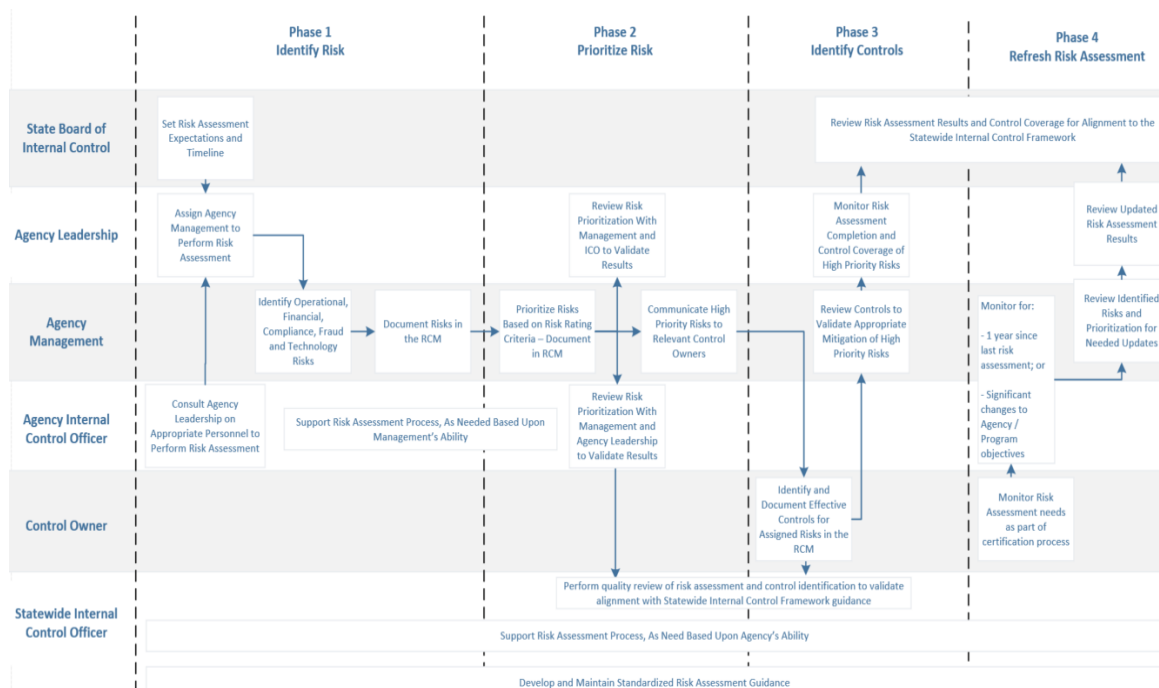 Phase 1
Identify Risk
Phase 2
Prioritize Risk
Phase 3
Identify Controls
Phase 4
Refresh Risk Assessment
State Board of
Internal Control
Set Risk Assessment
Expectations and
Timeline
Review Risk Assessment Results and Control Coverage for Alignment to the
Statewide Internal Control Framework
Agency Leadership
Assign Agency
Management to
Perform Risk
Assessment
Review Risk
Prioritization With
Management and
ICO to Validate
Results
Monitor Risk
Assessment
Completion and
Control Coverage of
High Priority Risks
Review Updated
Risk Assessment
Results
Agency
Management
Identify Operational,
Financial,
Compliance, Fraud
and Technology
Risks
Document Risks in
the RCM
Prioritize Risks
Based on Risk Rating
Criteria – Document
in RCM
Communicate High
Priority Risks to
Relevant Control
Owners
Review Controls to
Validate Appropriate
Mitigation of High
Priority Risks
Monitor for:
- 1 year since
last risk
assessment; or
- Significant
changes to
Agency /
Program
objectives
Review Identified
Risks and
Prioritization for
Needed Updates
Agency Internal
Control Officer
Consult Agency
Leadership on
Appropriate Personnel to
Perform Risk Assessment
Support Risk Assessment Process, As Needed Based Upon
Management's Ability
Review Risk
Prioritization With
Management and
Agency Leadership
to Validate Results
Control Owner
Identify and
Document Effective
Controls for
Assigned Risks in the
RCM
Monitor Risk
Assessment needs
as part of
certification process
Statewide Internal
Control Officer
Perform quality review of risk assessment and control identification to validate
alignment with Statewide Internal Control Framework guidance
Support Risk Assessment Process, As Need Based Upon Agency's Ability
Develop and Maintain Standardized Risk Assessment Guidance